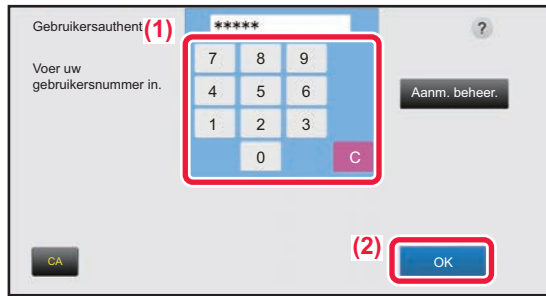 Gebruikersauthent
(1)
*****
?
Voer uw
gebruikersnummer in.
7 8 9
4 5 6
1 2 3
0 C
Aanm. beheer.
(2)
CA
OK